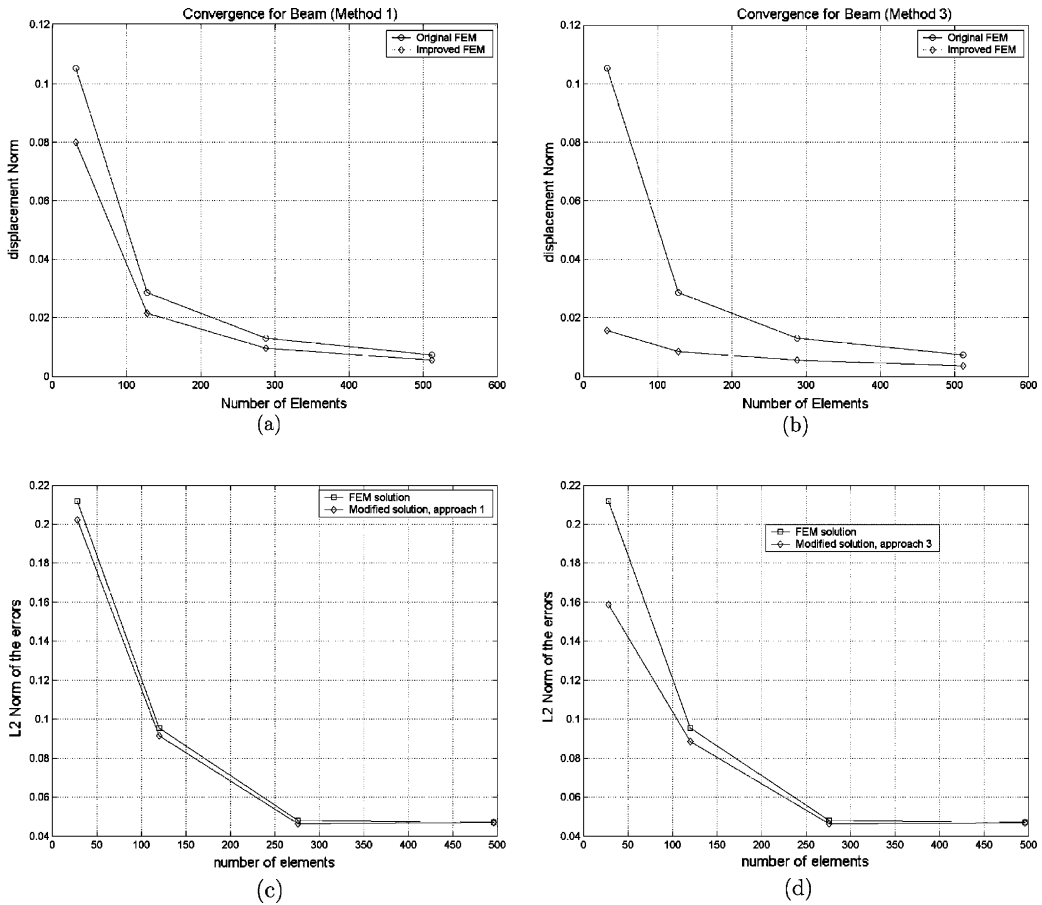 Convergence for Beam (Method 1)
0.12
0.1
0.08
0.06
0.04
0.02
0
displacement Norm
Original FEM
Improved FEM
0 100 200 300 400 500 600
Number of Elements
(a)
Convergence for Beam (Method 3)
0.12
0.1
0.08
0.06
0.04
0.02
0
displacement Norm
Original FEM
Improved FEM
0 100 200 300 400 500 600
Number of Elements
(b)
0.22
0.2
0.18
0.16
0.14
0.12
0.1
0.08
0.06
0.04
L2 Norm of the errors
FEM solution
Modified solution, approach 1
0 50 100 150 200 250 300 350 400 450 500
number of elements
(c)
0.22
0.2
0.18
0.16
0.14
0.12
0.1
0.08
0.06
0.04
L2 Norm of the errors
FEM solution
Modified solution, approach 3
0 50 100 150 200 250 300 350 400 450 500
number of elements
(d)